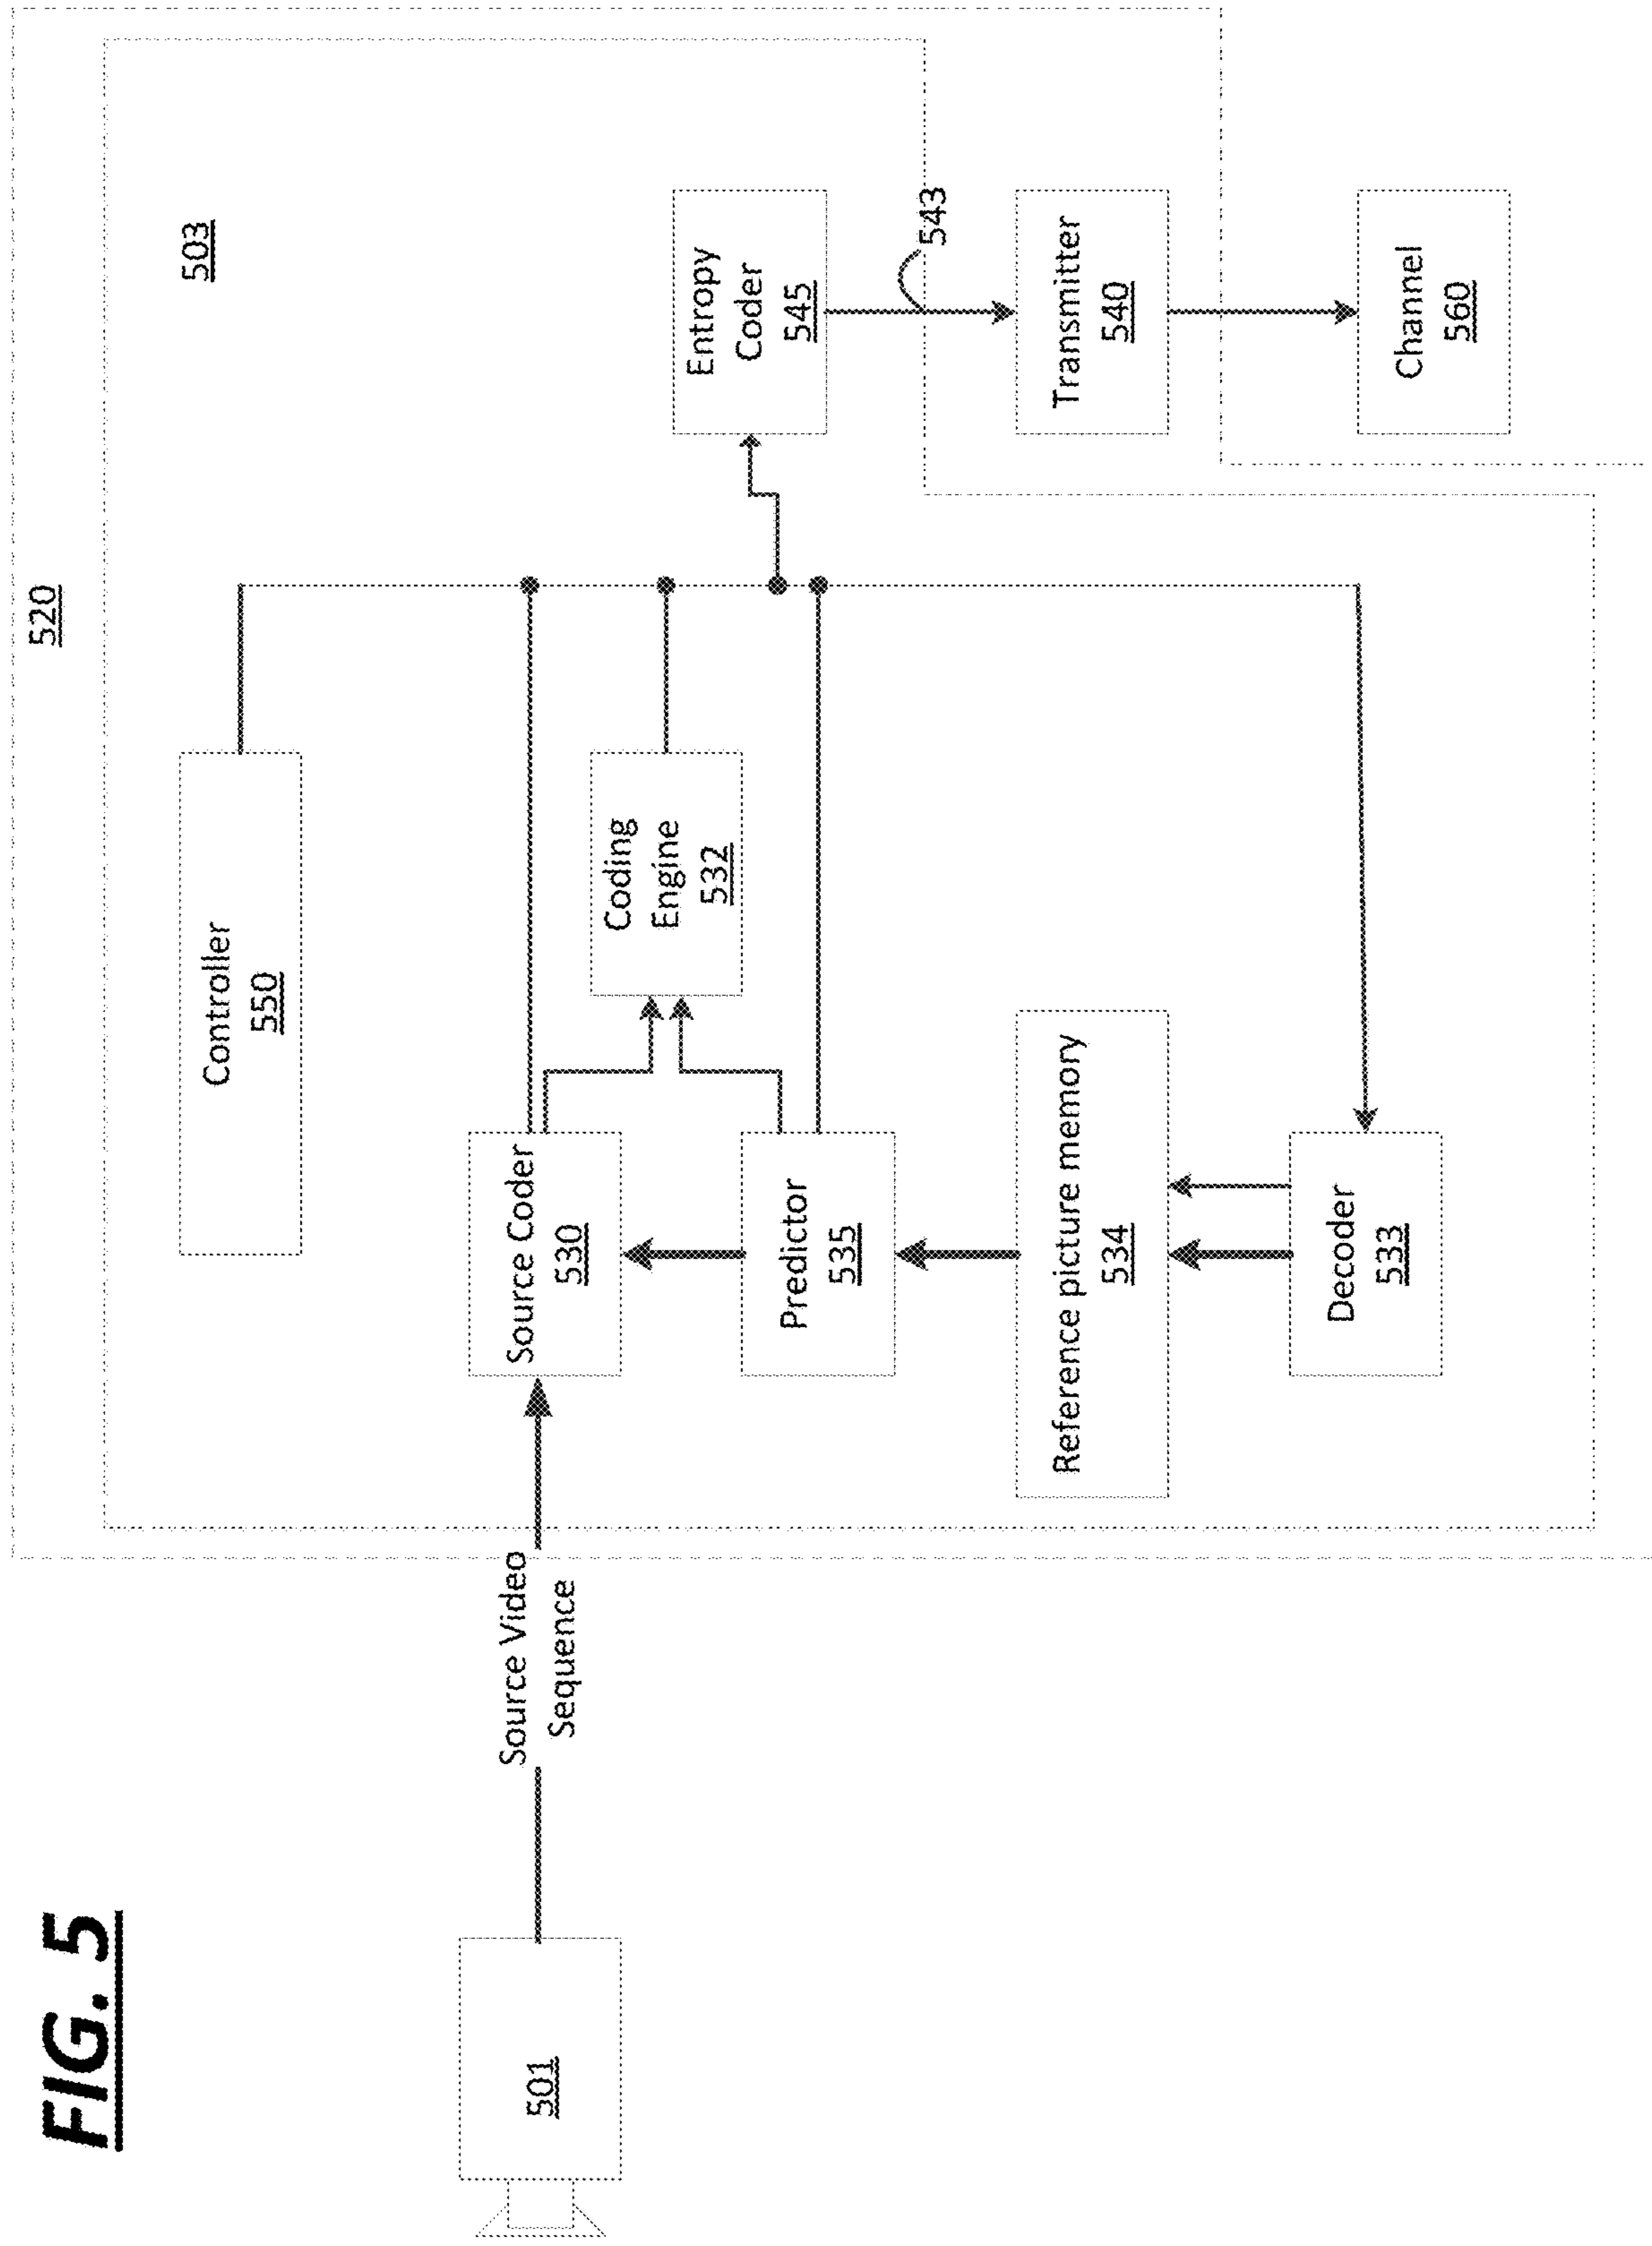 FIG. 5
520
503
Controller
550
501
Source Video
Sequence
Source Coder
530
Coding
Engine
532
Entropy
Coder
545
543
Predictor
535
Transmitter
540
Reference picture memory
534
Channel
560
Decoder
533